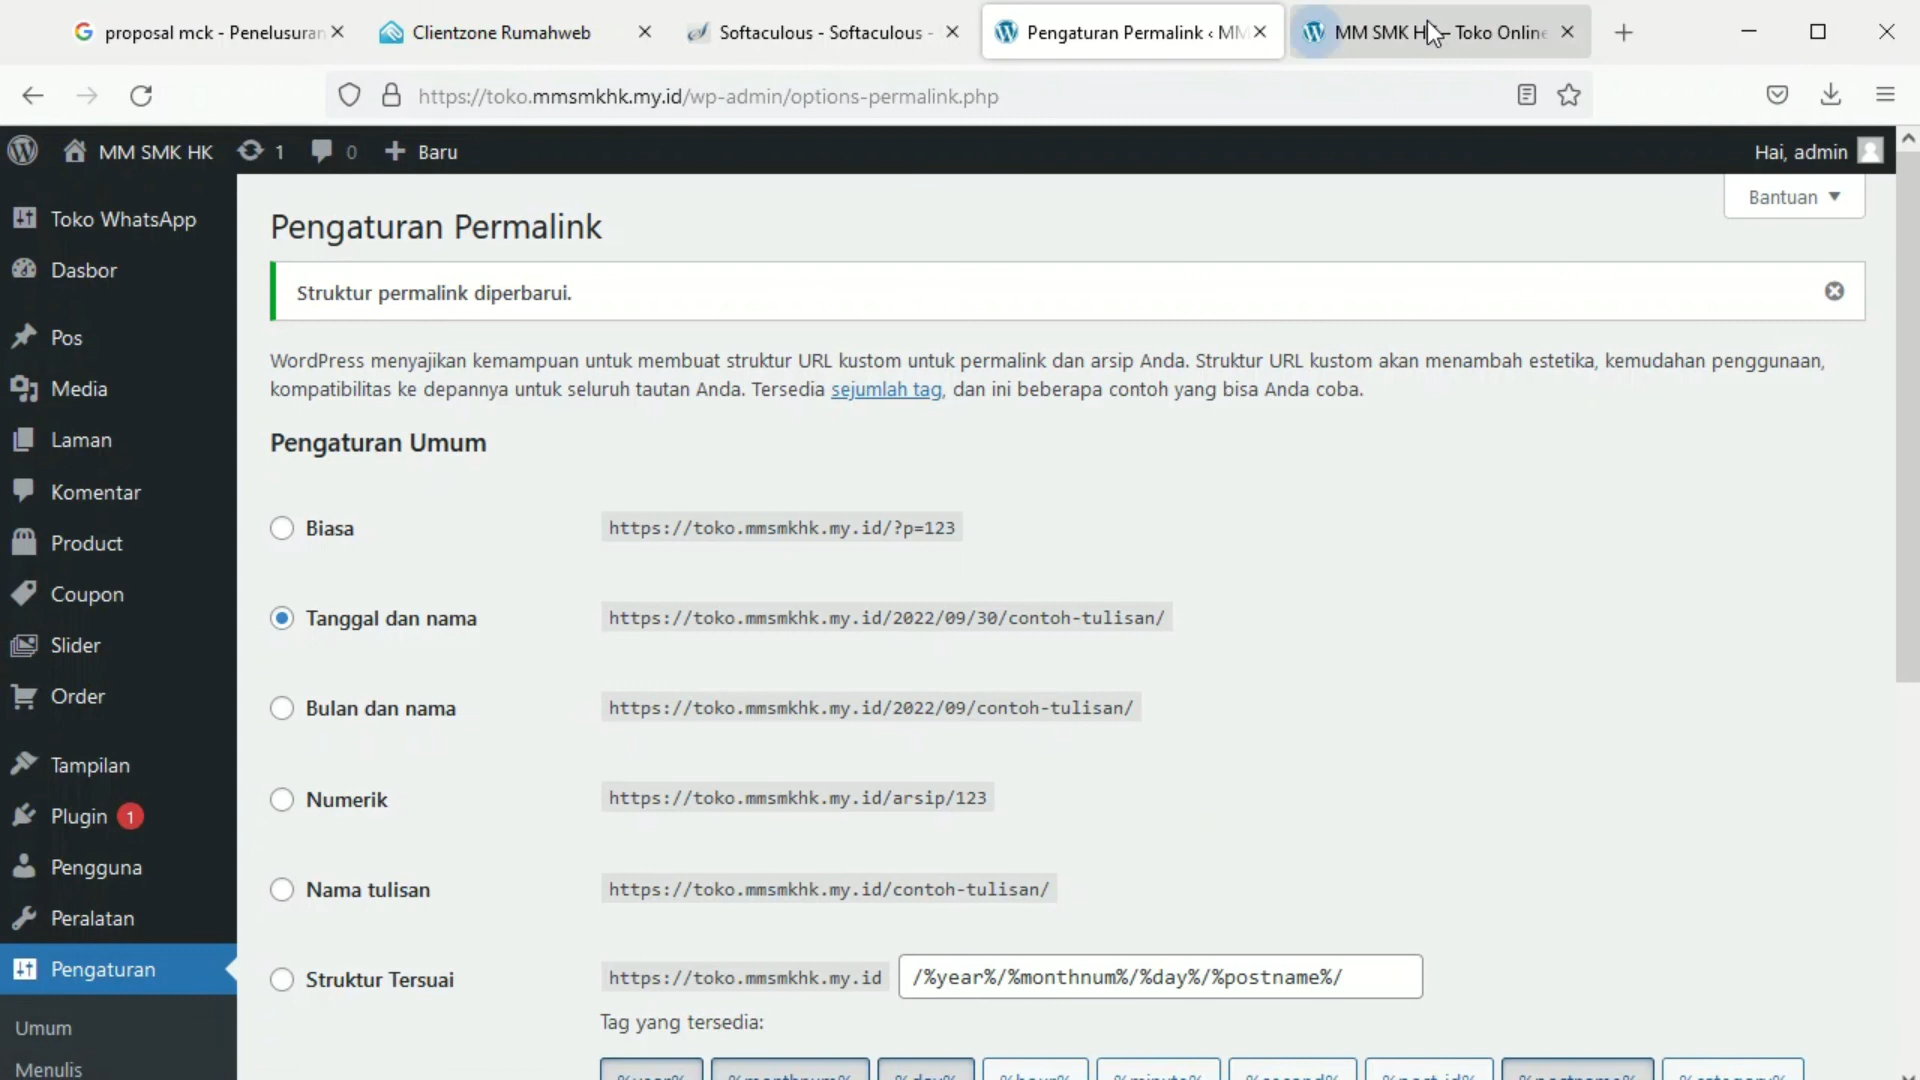 proposal mck - Penelusuran
Clientzone Rumahweb
Softaculous - Softaculous -
Pengaturan Permalink ‹ MM
MM SMK H
– Toko Online
https://toko.mmsmkhk.my.id/wp-admin/options-permalink.php
MM SMK HK
1
0
Baru
Hai, admin
Bantuan
Toko WhatsApp
Dasbor
Pos
Media
Laman
Komentar
Product
Coupon
Slider
Order
Tampilan
Plugin 1
Pengguna
Peralatan
Pengaturan
Umum
Menulis
Pengaturan Permalink
Struktur permalink diperbarui.
WordPress menyajikan kemampuan untuk membuat struktur URL kustom untuk permalink dan arsip Anda. Struktur URL kustom akan menambah estetika, kemudahan penggunaan,
kompatibilitas ke depannya untuk seluruh tautan Anda. Tersedia sejumlah tag, dan ini beberapa contoh yang bisa Anda coba.
Pengaturan Umum
Biasa https://toko.mmsmkhk.my.id/?p=123
Tanggal dan nama https://toko.mmsmkhk.my.id/2022/09/30/contoh-tulisan/
Bulan dan nama https://toko.mmsmkhk.my.id/2022/09/contoh-tulisan/
Numerik https://toko.mmsmkhk.my.id/arsip/123
Nama tulisan https://toko.mmsmkhk.my.id/contoh-tulisan/
Struktur Tersuai https://toko.mmsmkhk.my.id /%year%/%monthnum%/%day%/%postname%/
Tag yang tersedia: